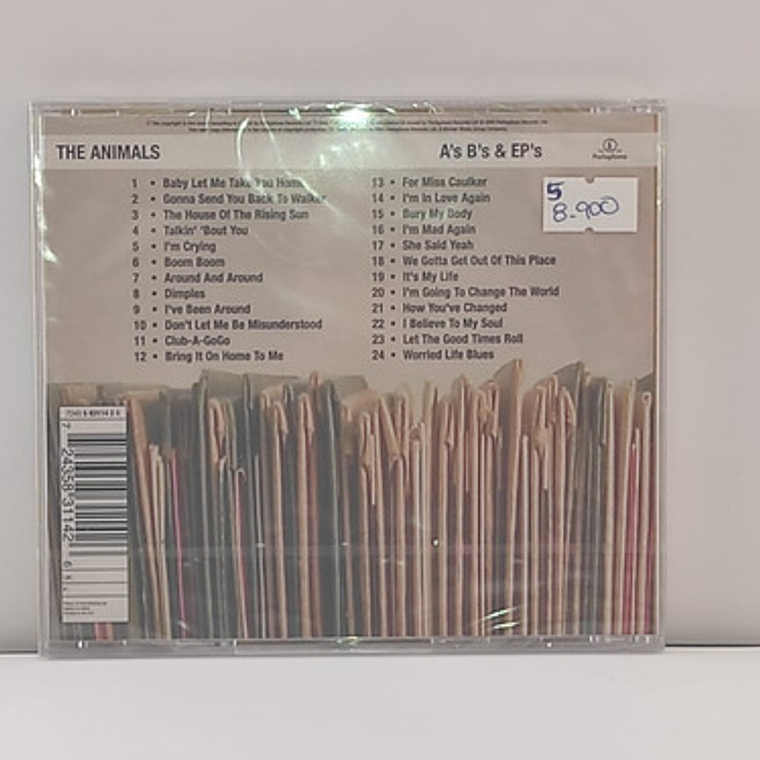 THE ANIMALS
A's B's & EP's
Parlophone
1 • Baby Let Me Take You Home
2 • Gonna Send You Back To Walker
3 • The House Of The Rising Sun
4 • Talkin' 'Bout You
5 • I'm Crying
6 • Boom Boom
7 • Around And Around
8 • Dimples
9 • I've Been Around
10 • Don't Let Me Be Misunderstood
11 • Club-A-GoGo
12 • Bring It On Home To Me
13 • For Miss Caulker
14 • I'm In Love Again
15 • Bury My Body
16 • I'm Mad Again
17 • She Said Yeah
18 • We Gotta Get Out Of This Place
19 • It's My Life
20 • I'm Going To Change The World
21 • How You've Changed
22 • I Believe To My Soul
23 • Let The Good Times Roll
24 • Worried Life Blues
5
8-900
7 24358 31142 6